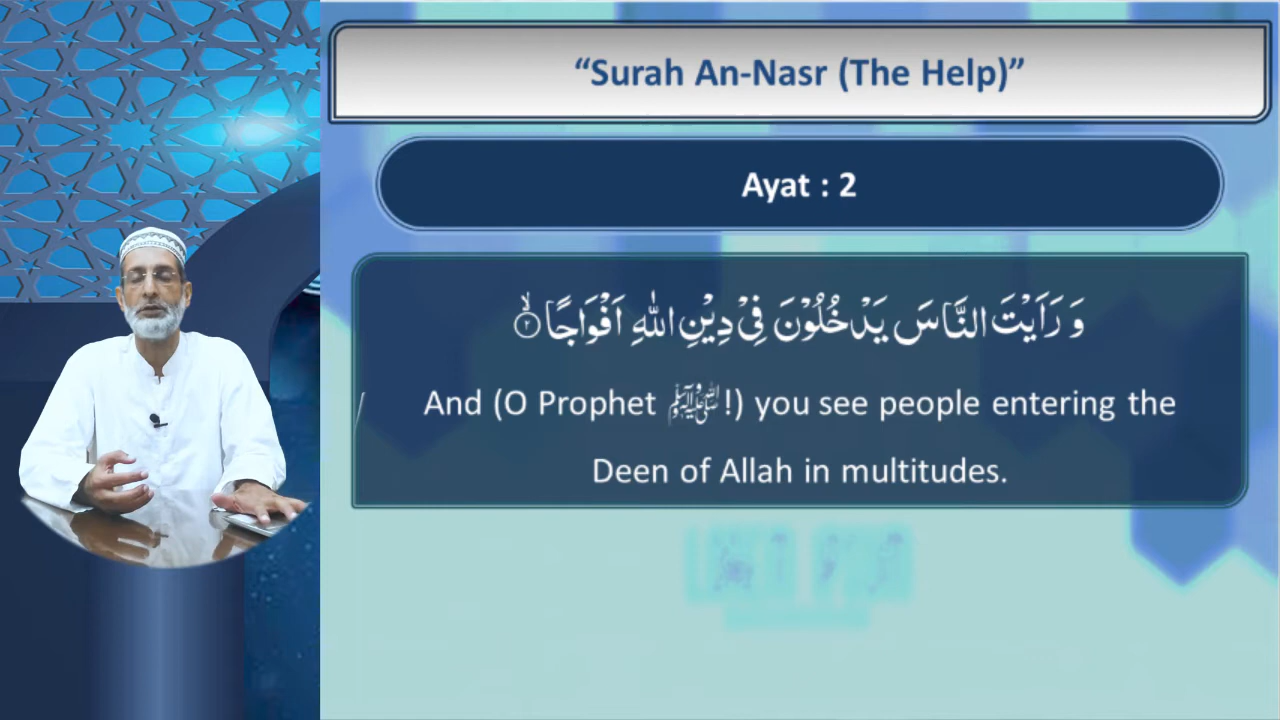 “Surah An-Nasr (The Help)”
Ayat : 2
وَ رَاَیْتَ النَّاسَ یَدْخُلُوْنَ فِیْ دِیْنِ اللّٰهِ اَفْوَاجًاۙ۲
And (O Prophet ﷺ!) you see people entering the
Deen of Allah in multitudes.